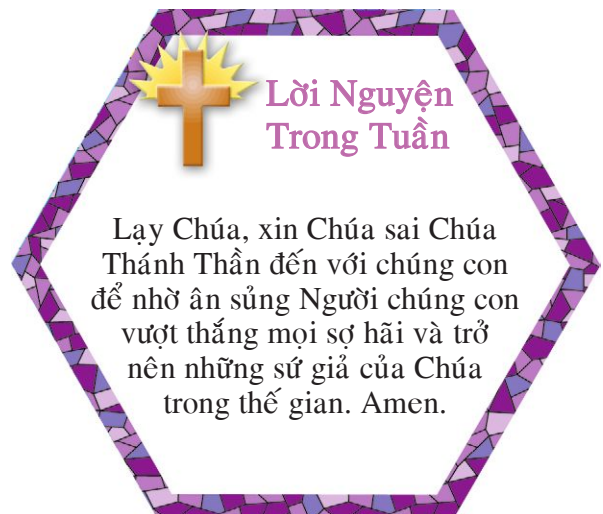 Lời Nguyện
Trong Tuần
Lạy Chúa, xin Chúa sai Chúa
Thánh Thần đến với chúng con
để nhờ ân sủng Người chúng con
vượt thắng mọi sợ hãi và trở
nên những sứ giả của Chúa
trong thế gian. Amen.